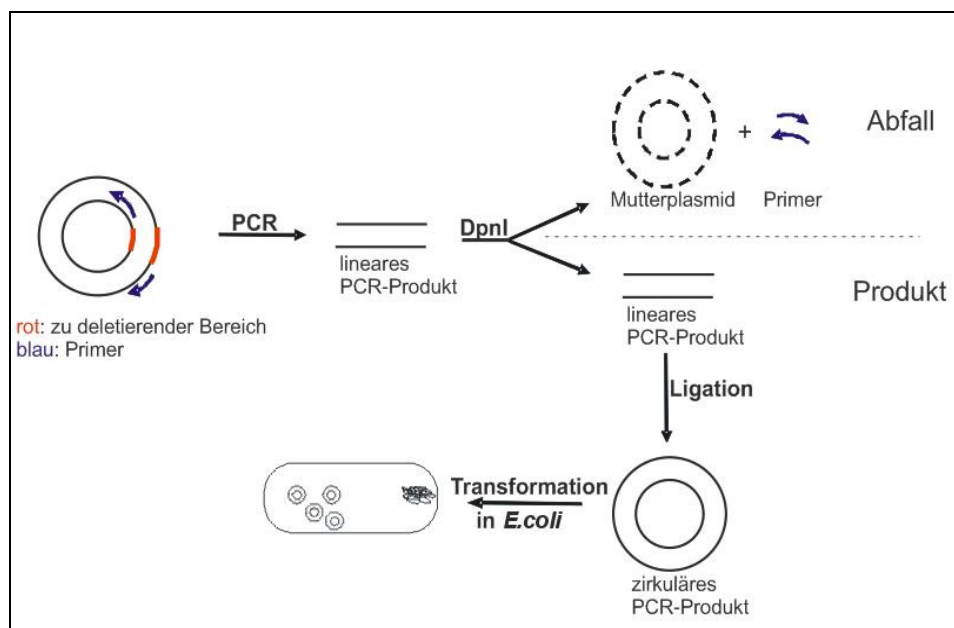 Abfall
+
Mutterplasmid Primer
PCR
DpnI
lineares
PCR-Produkt
rot: zu deletierender Bereich
blau: Primer
Produkt
lineares
PCR-Produkt
Ligation
Transformation
in E.coli
zirkuläres
PCR-Produkt